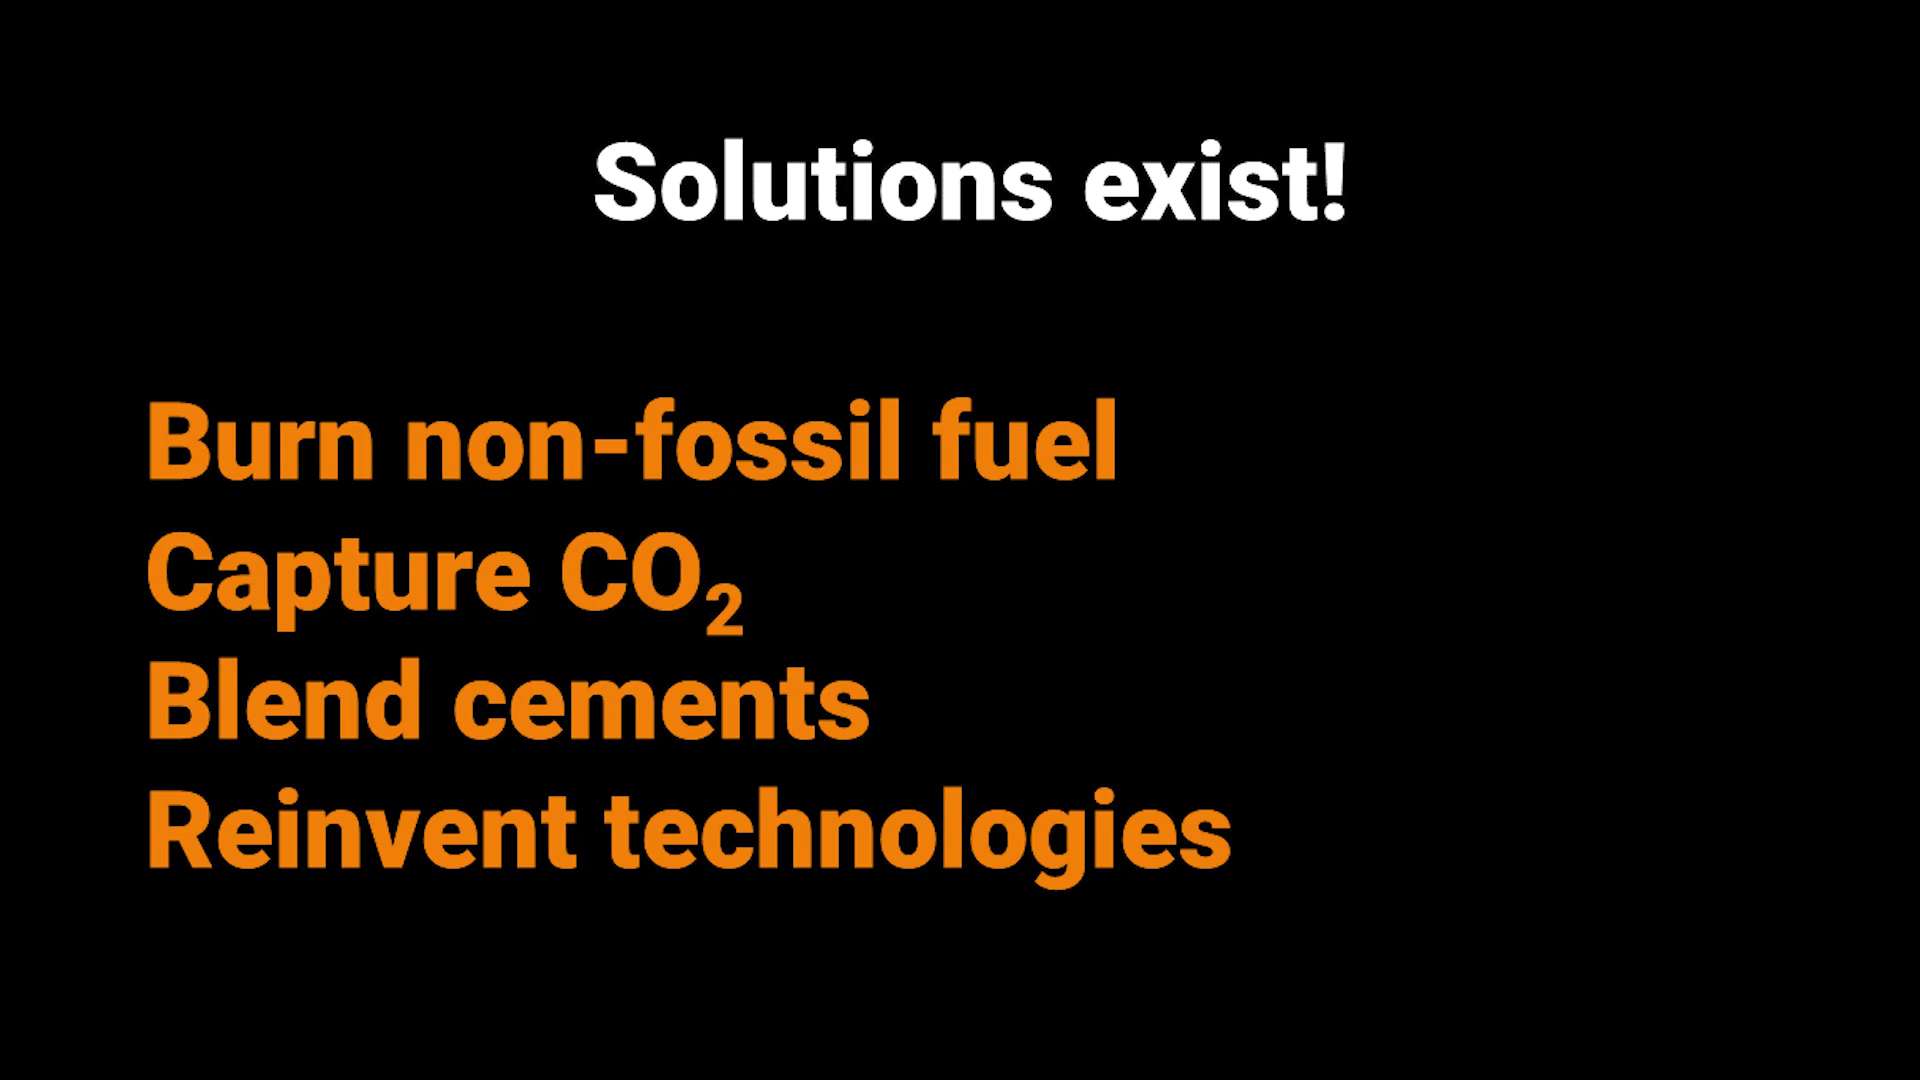 Solutions exist!
Burn non-fossil fuel
Capture CO₂
Blend cements
Reinvent technologies